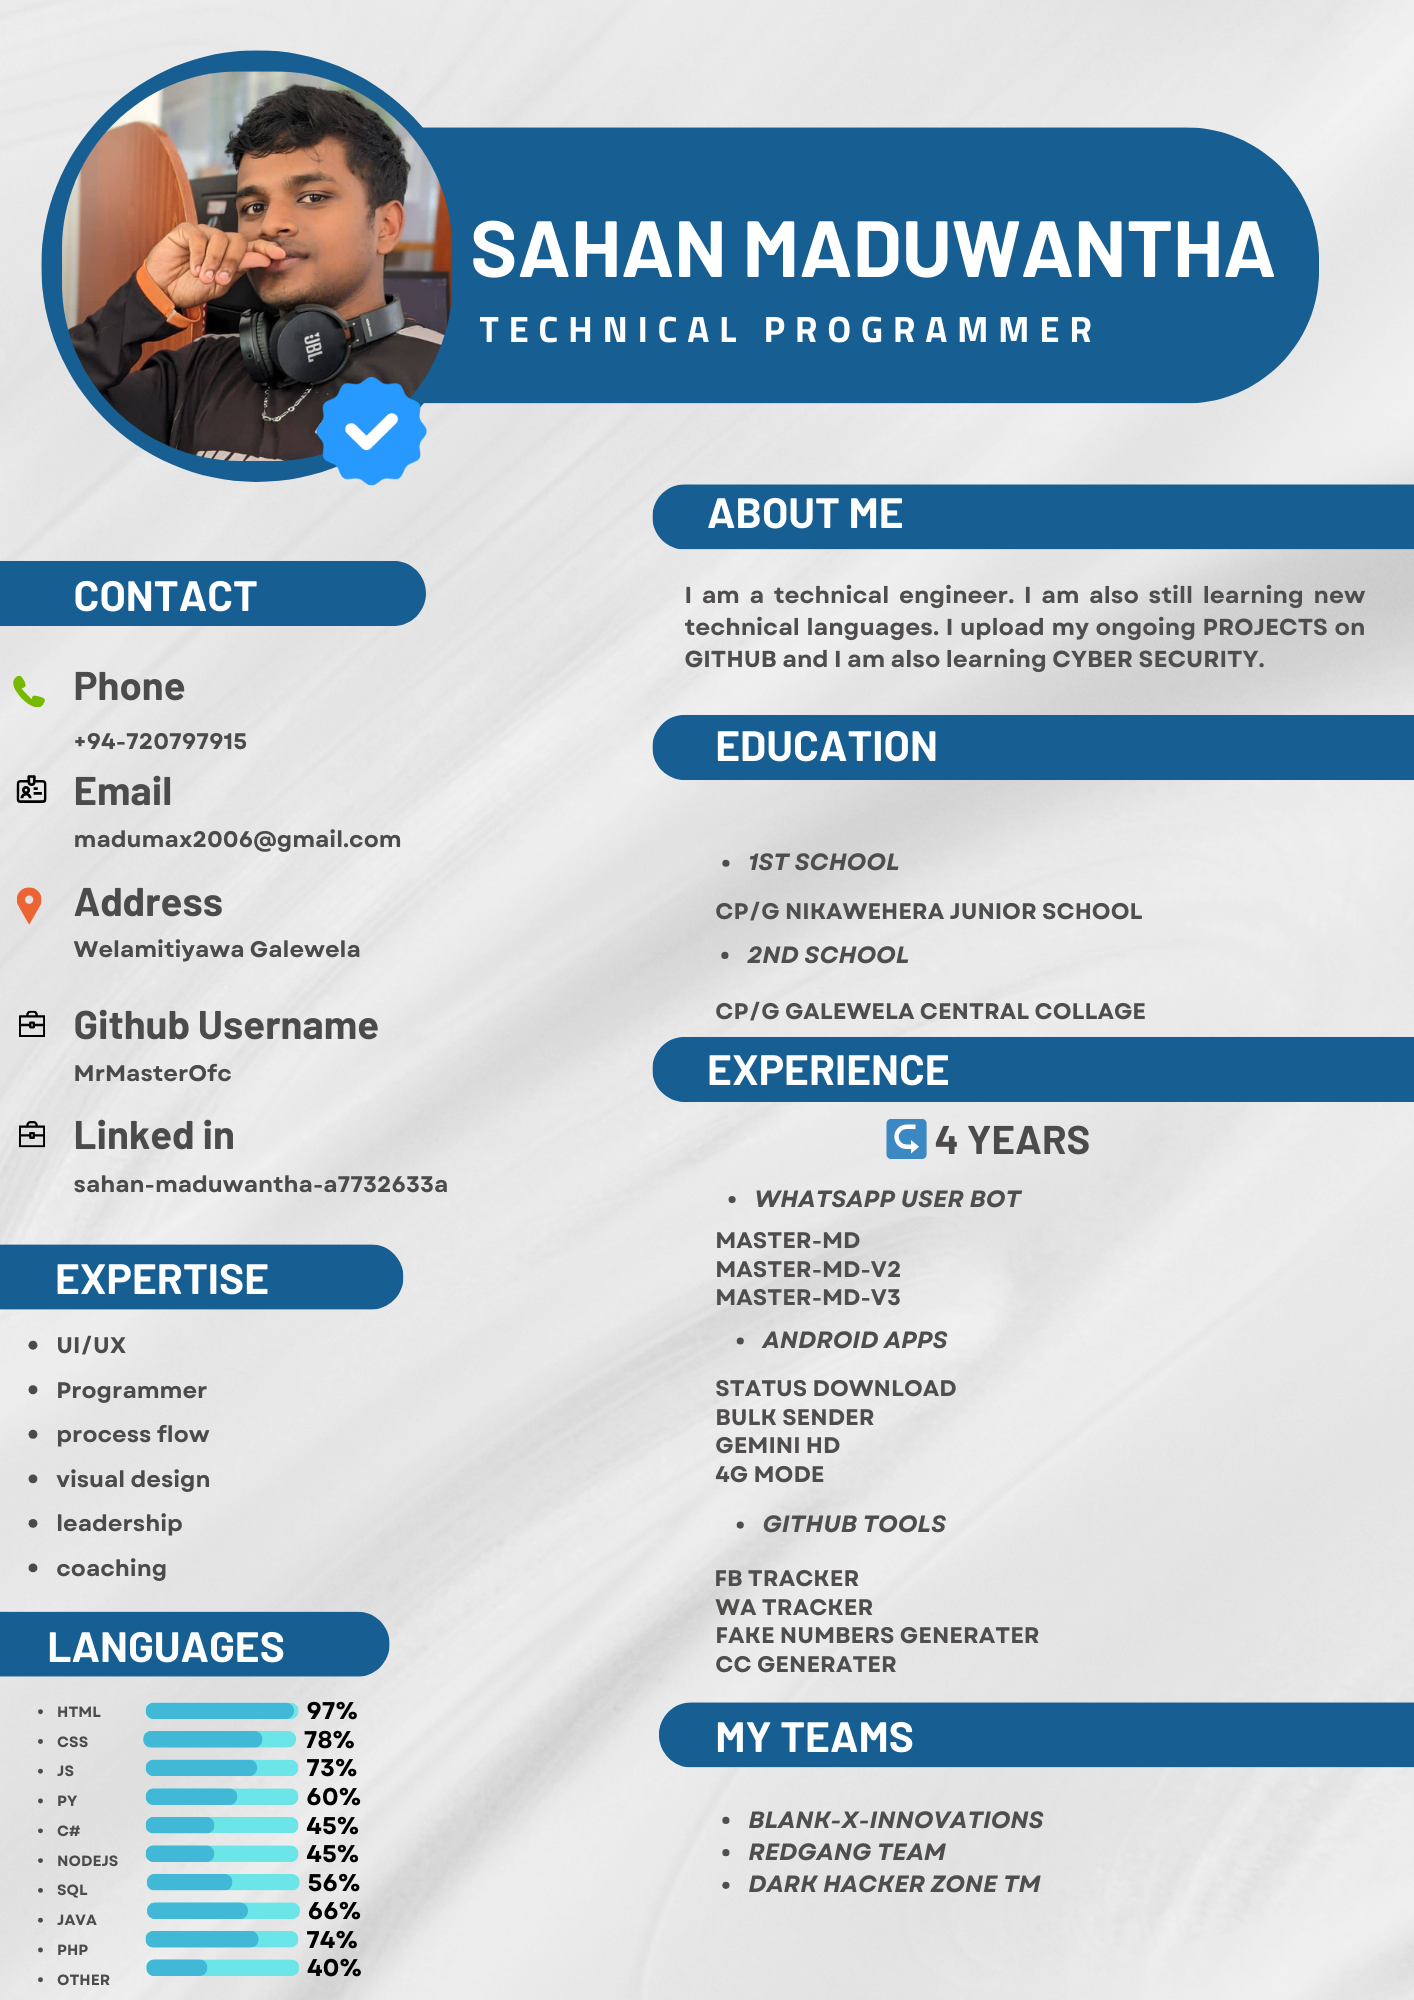 SAHAN MADUWANTHA
TECHNICAL PROGRAMMER
JBL
CONTACT
Phone
+94-720797915
Email
madumax2006@gmail.com
Address
Welamitiyawa Galewela
Github Username
MrMasterOfc
Linked in
sahan-maduwantha-a7732633a
EXPERTISE
• UI/UX
• Programmer
• process flow
• visual design
• leadership
• coaching
LANGUAGES
• HTML 97%
• CSS 78%
• JS 73%
• PY 60%
• C# 45%
• NODEJS 45%
• SQL 56%
• JAVA 66%
• PHP 74%
• OTHER 40%
ABOUT ME
I am a technical engineer. I am also still learning new
technical languages. I upload my ongoing PROJECTS on
GITHUB and I am also learning CYBER SECURITY.
EDUCATION
• 1ST SCHOOL
CP/G NIKAWEHERA JUNIOR SCHOOL
• 2ND SCHOOL
CP/G GALEWELA CENTRAL COLLAGE
EXPERIENCE
4 YEARS
• WHATSAPP USER BOT
MASTER-MD
MASTER-MD-V2
MASTER-MD-V3
• ANDROID APPS
STATUS DOWNLOAD
BULK SENDER
GEMINI HD
4G MODE
• GITHUB TOOLS
FB TRACKER
WA TRACKER
FAKE NUMBERS GENERATER
CC GENERATER
MY TEAMS
• BLANK-X-INNOVATIONS
• REDGANG TEAM
• DARK HACKER ZONE TM